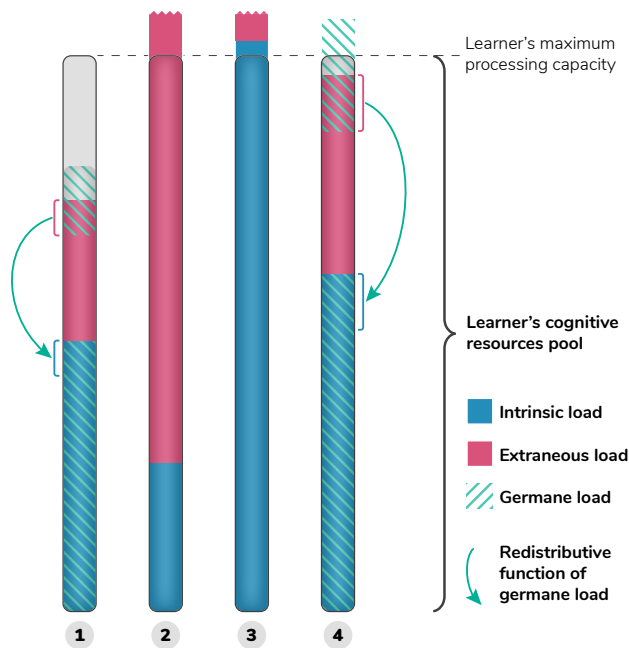 Learner's maximum
processing capacity
Learner's cognitive
resources pool
Intrinsic load
Extraneous load
Germane load
Redistributive
function of
germane load
1 2 3 4